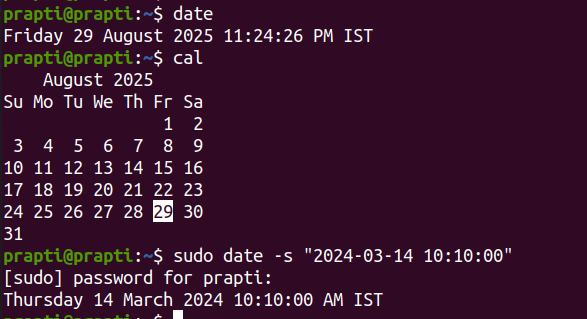 prapti@prapti:~$ date
Friday 29 August 2025 11:24:26 PM IST
prapti@prapti:~$ cal
    August 2025
Su Mo Tu We Th Fr Sa
                1  2
 3  4  5  6  7  8  9
10 11 12 13 14 15 16
17 18 19 20 21 22 23
24 25 26 27 28 29 30
31
prapti@prapti:~$ sudo date -s "2024-03-14 10:10:00"
[sudo] password for prapti:
Thursday 14 March 2024 10:10:00 AM IST
prapti@prapti:~$